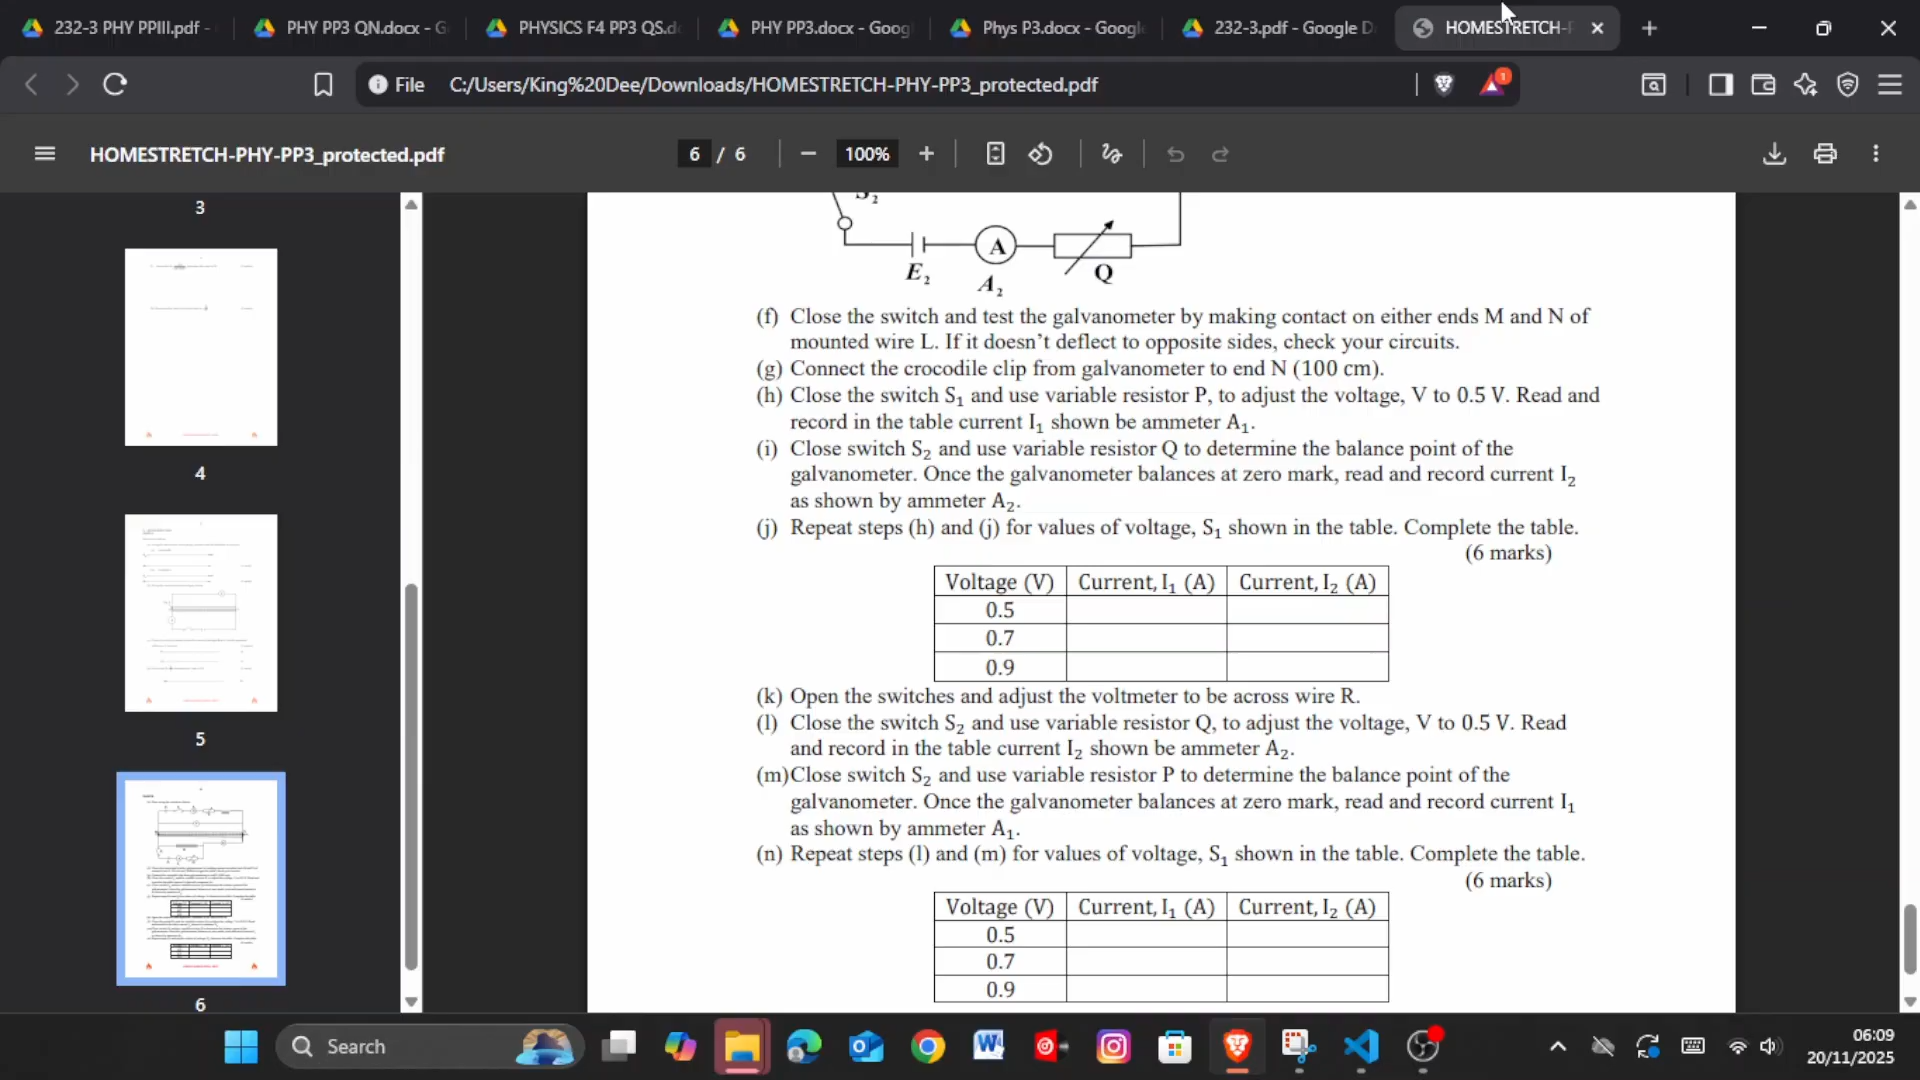 232-3 PHY PPIII.pdf -
PHY PP3 QN.docx - G
PHYSICS F4 PP3 QS.d
PHY PP3.docx - Goog
Phys P3.docx - Google
232-3.pdf - Google D
HOMESTRETCH-P
File C:/Users/King%20Dee/Downloads/HOMESTRETCH-PHY-PP3_protected.pdf
1
HOMESTRETCH-PHY-PP3_protected.pdf
6 / 6
100%
3
4
5
6
S₂
A
E₂
A₂
Q
(f) Close the switch and test the galvanometer by making contact on either ends M and N of
mounted wire L. If it doesn't deflect to opposite sides, check your circuits.
(g) Connect the crocodile clip from galvanometer to end N (100 cm).
(h) Close the switch S₁ and use variable resistor P, to adjust the voltage, V to 0.5 V. Read and
record in the table current I₁ shown be ammeter A₁.
(i) Close switch S₂ and use variable resistor Q to determine the balance point of the
galvanometer. Once the galvanometer balances at zero mark, read and record current I₂
as shown by ammeter A₂.
(j) Repeat steps (h) and (j) for values of voltage, S₁ shown in the table. Complete the table.
(6 marks)
Voltage (V) Current, I₁ (A) Current, I₂ (A)
0.5
0.7
0.9
(k) Open the switches and adjust the voltmeter to be across wire R.
(l) Close the switch S₂ and use variable resistor Q, to adjust the voltage, V to 0.5 V. Read
and record in the table current I₂ shown be ammeter A₂.
(m)Close switch S₂ and use variable resistor P to determine the balance point of the
galvanometer. Once the galvanometer balances at zero mark, read and record current I₁
as shown by ammeter A₁.
(n) Repeat steps (l) and (m) for values of voltage, S₁ shown in the table. Complete the table.
(6 marks)
Voltage (V) Current, I₁ (A) Current, I₂ (A)
0.5
0.7
0.9
Search
06:09
20/11/2025